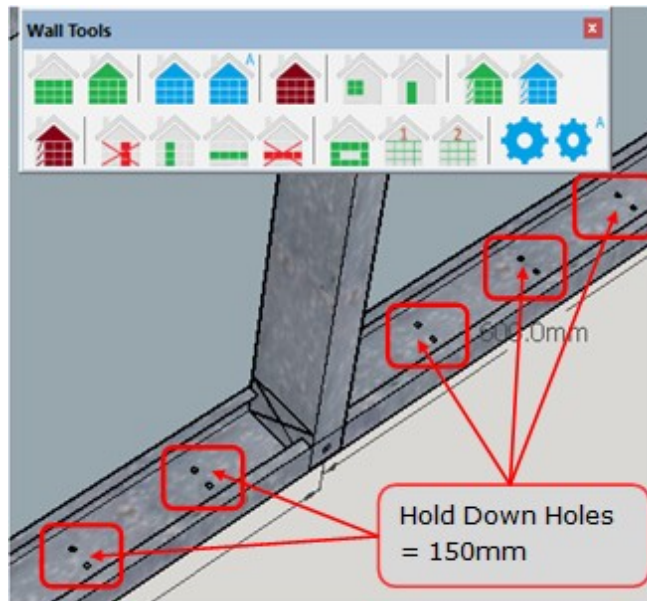 Wall Tools
A
1 2 A
600.0mm
Hold Down Holes
= 150mm